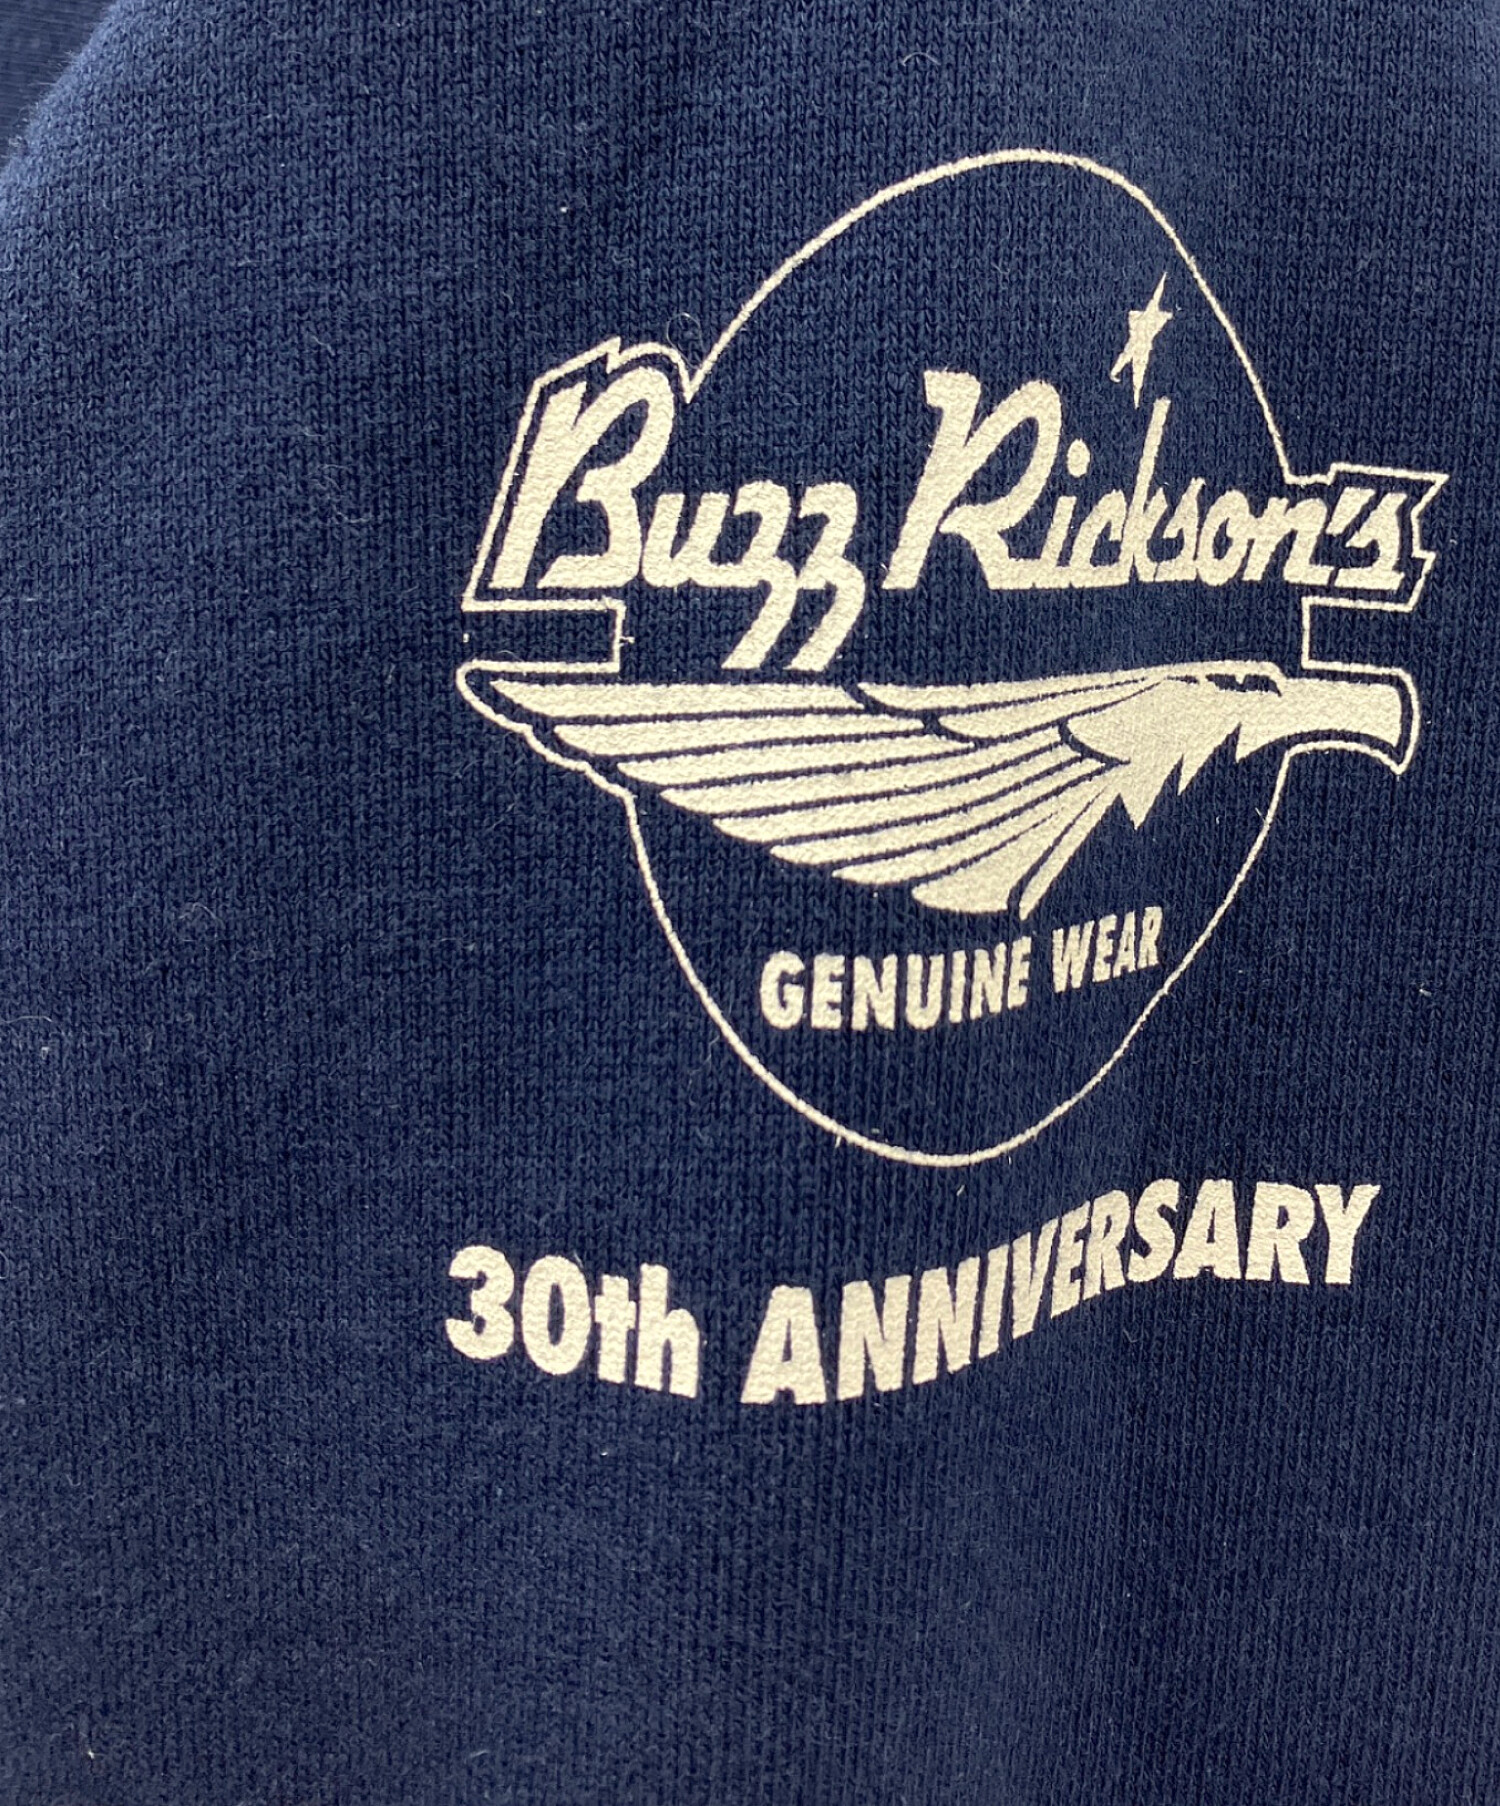 Buzz Rickson's
GENUINE WEAR
30th ANNIVERSARY